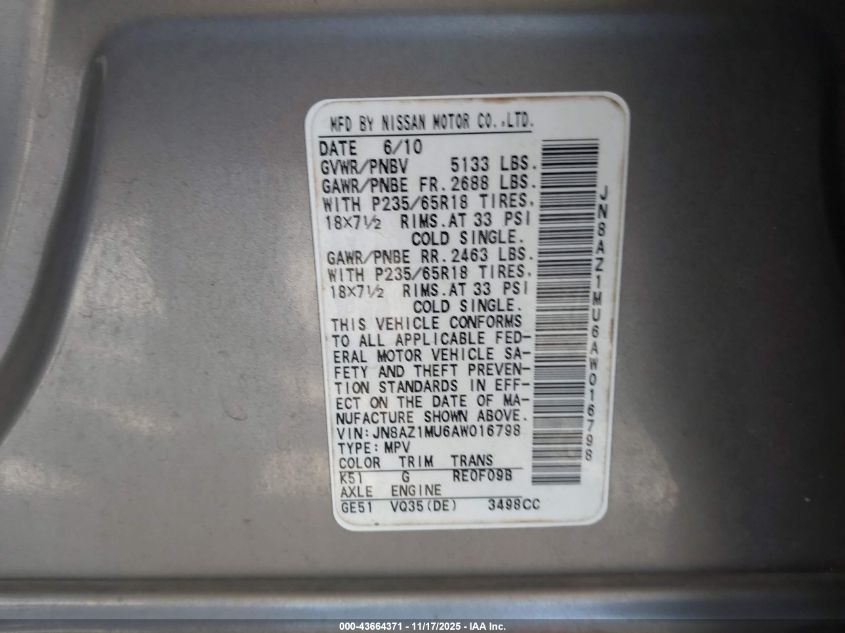 MFD BY NISSAN MOTOR CO.,LTD.
DATE 6/10
GVWR/PNBV 5133 LBS.
GAWR/PNBE FR. 2688 LBS.
WITH P235/65R18 TIRES,
18×7½ RIMS.AT 33 PSI
COLD SINGLE.
GAWR/PNBE RR. 2463 LBS.
WITH P235/65R18 TIRES,
18×7½ RIMS.AT 33 PSI
COLD SINGLE.
THIS VEHICLE CONFORMS
TO ALL APPLICABLE FED-
ERAL MOTOR VEHICLE SA-
FETY AND THEFT PREVEN-
TION STANDARDS IN EFF-
ECT ON THE DATE OF MA-
NUFACTURE SHOWN ABOVE.
VIN:JN8AZ1MU6AW016798
TYPE:MPV
COLOR TRIM TRANS
K51 G RE0F09B
AXLE ENGINE
GE51 VQ35(DE) 3498CC
JN8AZ1MU6AW016798
000-43664371 - 11/17/2025 - IAA Inc.